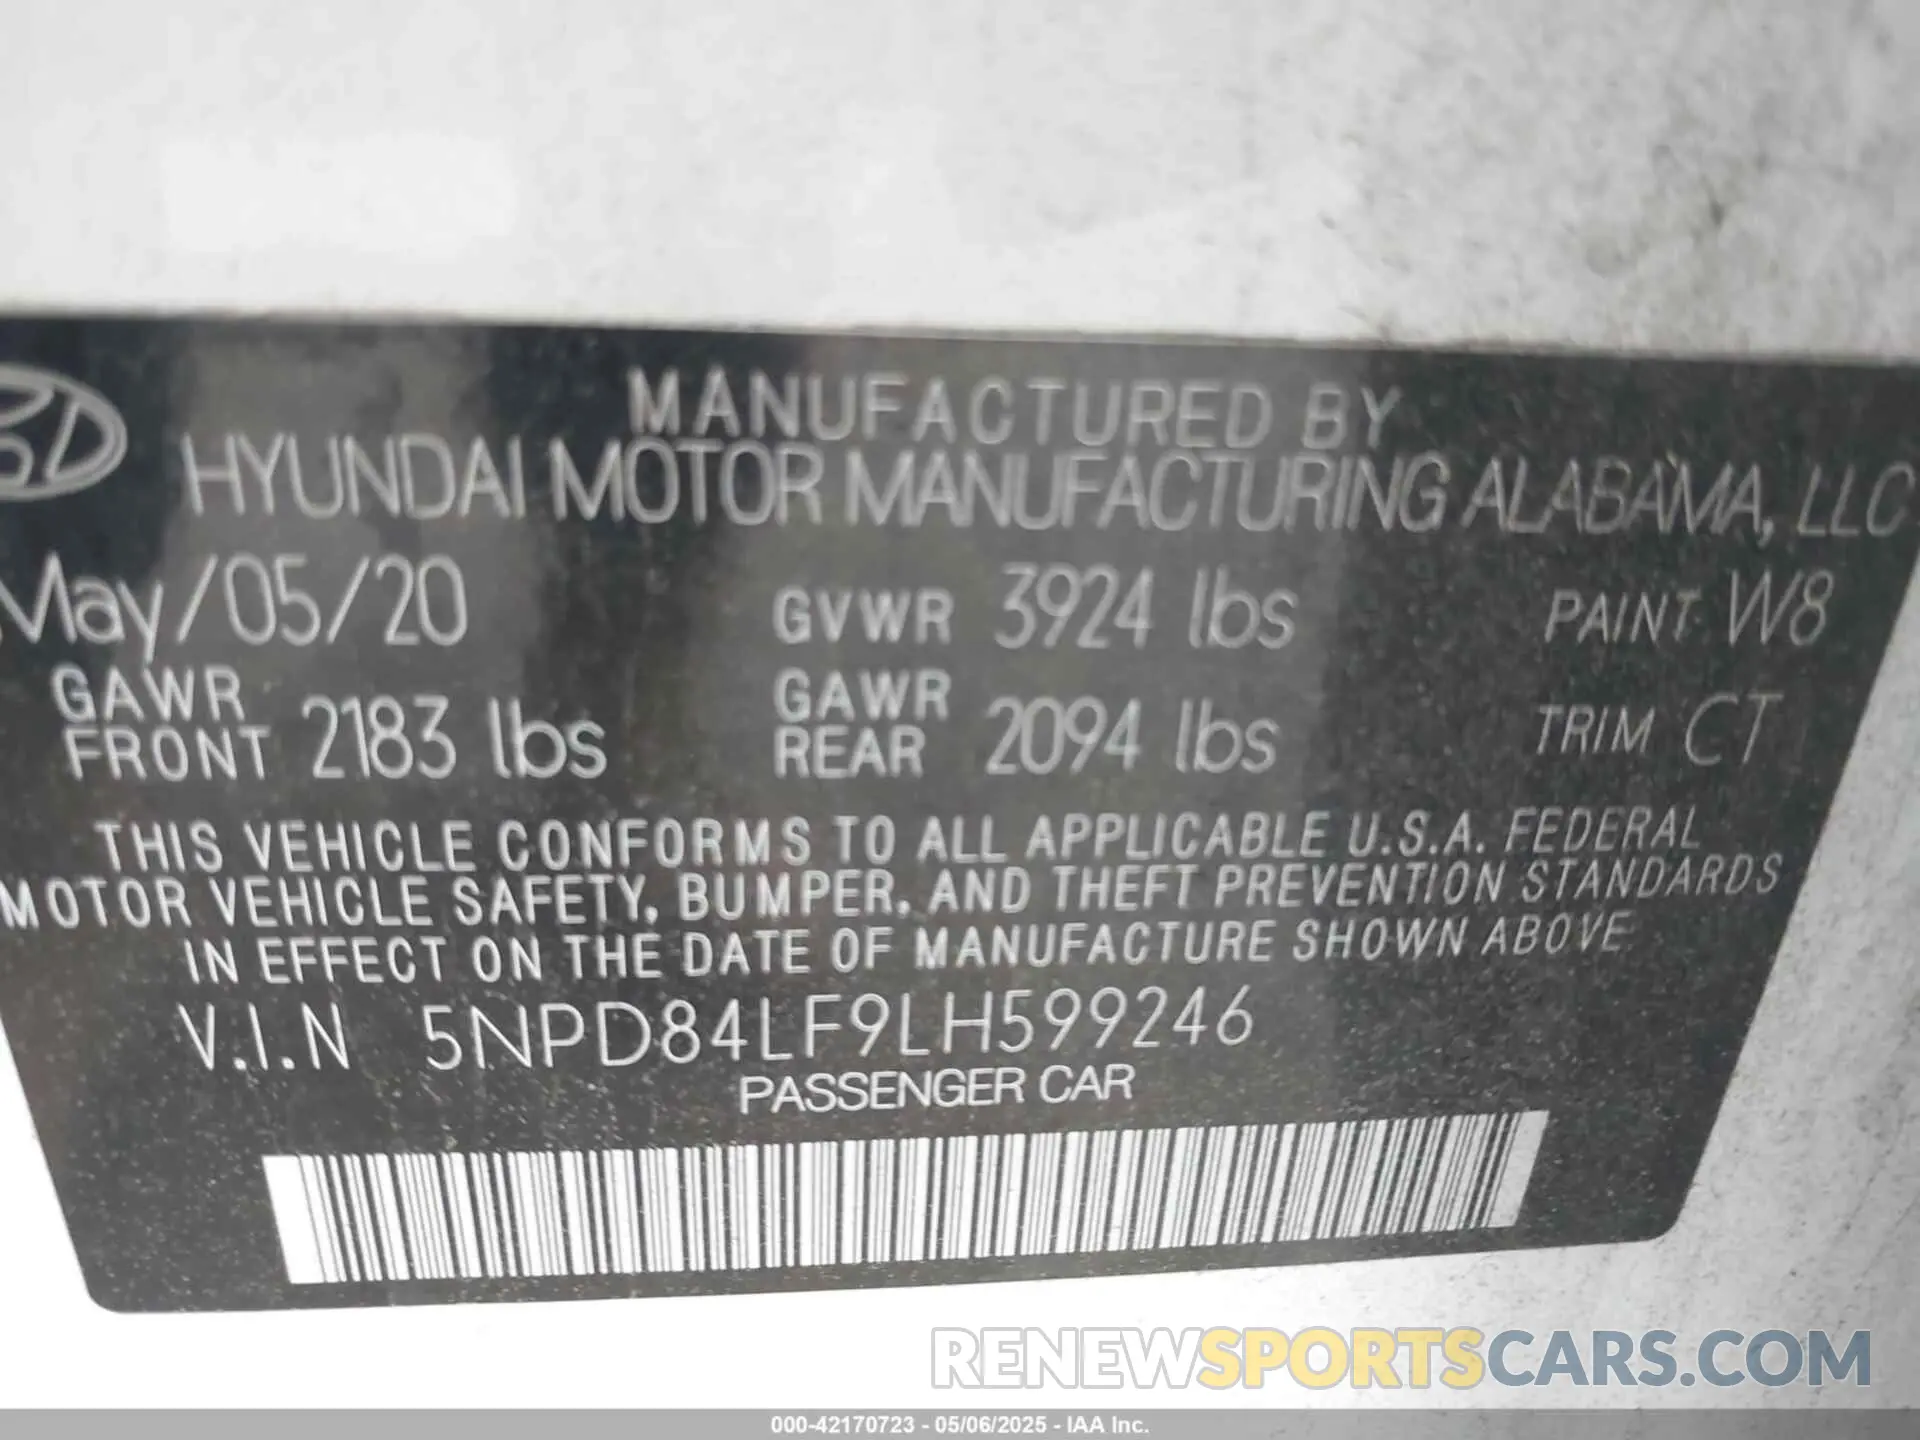 MANUFACTURED BY
HYUNDAI MOTOR MANUFACTURING ALABAMA, LLC
May/05/20 GVWR 3924 lbs PAINT W8
GAWR FRONT 2183 lbs GAWR REAR 2094 lbs TRIM CT
THIS VEHICLE CONFORMS TO ALL APPLICABLE U.S.A. FEDERAL
MOTOR VEHICLE SAFETY, BUMPER, AND THEFT PREVENTION STANDARDS
IN EFFECT ON THE DATE OF MANUFACTURE SHOWN ABOVE
V.I.N 5NPD84LF9LH599246
PASSENGER CAR
RENEWSPORTSCARS.COM
000-42170723 - 05/06/2025 - IAA Inc.